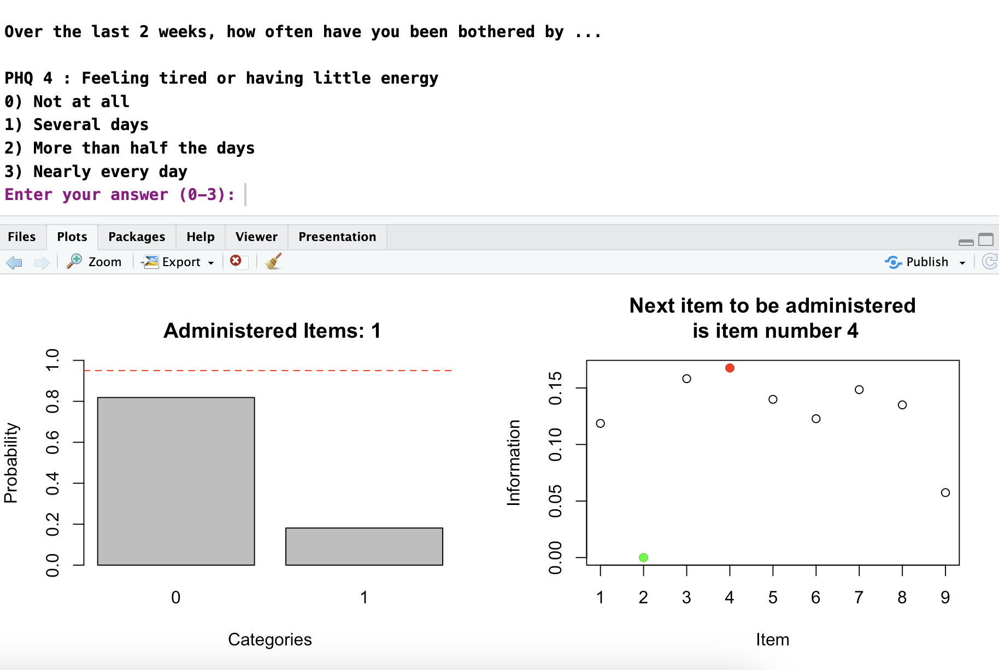 Over the last 2 weeks, how often have you been bothered by ...
PHQ 4 : Feeling tired or having little energy
0) Not at all
1) Several days
2) More than half the days
3) Nearly every day
Enter your answer (0-3):
Files Plots Packages Help Viewer Presentation
Zoom Export Publish
Administered Items: 1
1.0
0.8
0.6
0.4
0.2
0.0
Probability
0 1
Categories
Next item to be administered
is item number 4
0.15
0.10
0.05
0.00
Information
1 2 3 4 5 6 7 8 9
Item